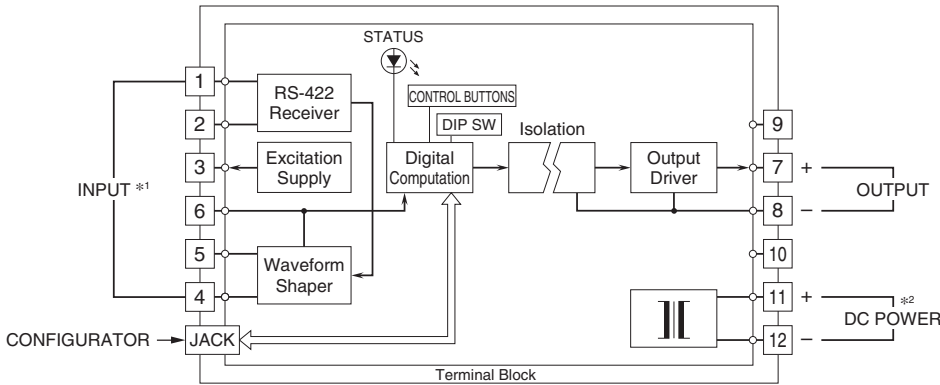 STATUS
1
RS-422
Receiver
CONTROL BUTTONS
2
DIP SW
Isolation
9
3
Excitation
Supply
Digital
Computation
Output
Driver
7
+
INPUT *1
OUTPUT
6
8
–
5
Waveform
Shaper
10
4
11
+
*2
DC POWER
CONFIGURATOR
JACK
12
–
Terminal Block